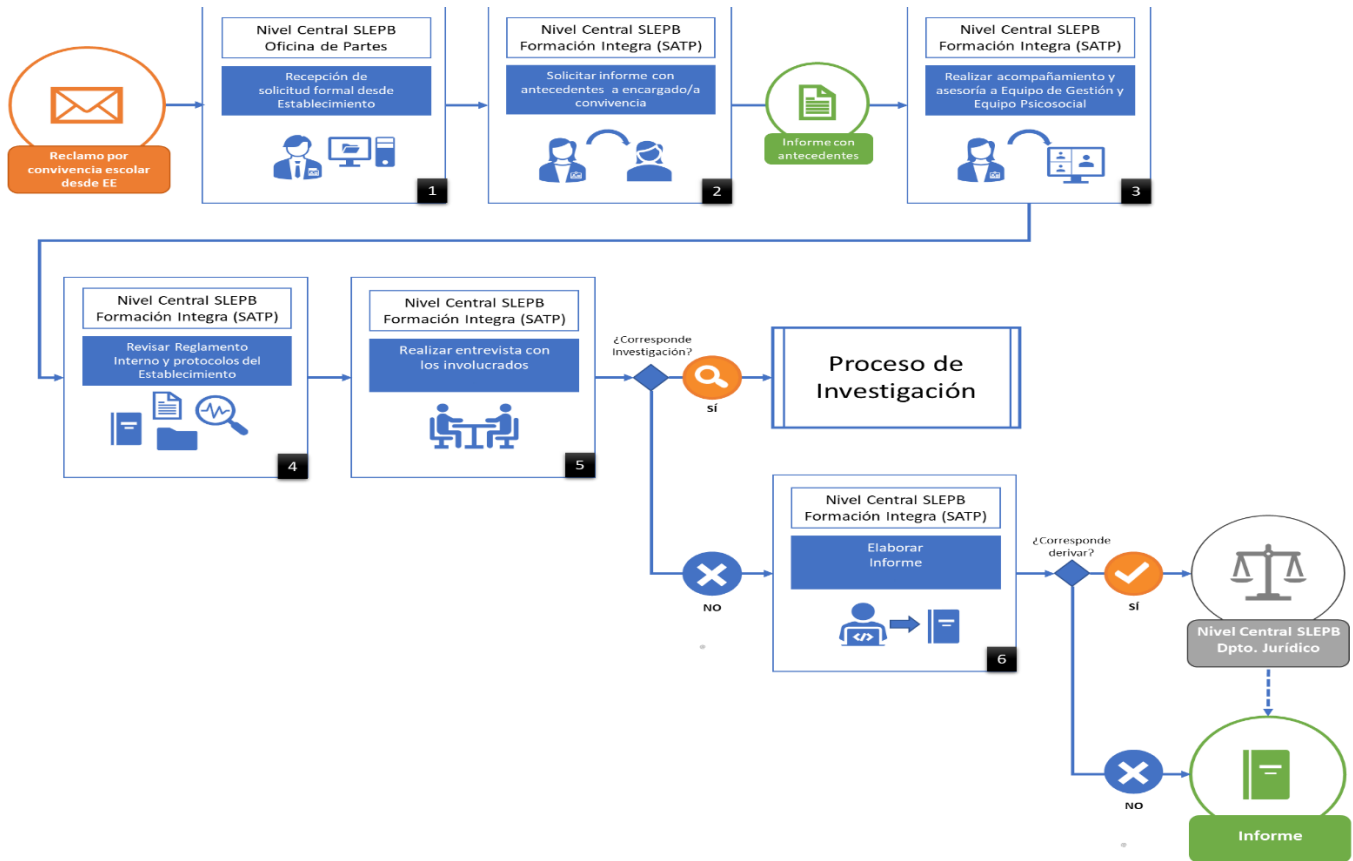 Reclamo por
convivencia escolar
desde EE
Nivel Central SLEPB
Oficina de Partes
Recepción de
solicitud formal desde
Establecimiento
1
Nivel Central SLEPB
Formación Integra (SATP)
Solicitar informe con
antecedentes a encargado/a
convivencia
2
Informe con
antecedentes
Nivel Central SLEPB
Formación Integra (SATP)
Realizar acompañamiento y
asesoría a Equipo de Gestión y
Equipo Psicosocial
3
Nivel Central SLEPB
Formación Integra (SATP)
Revisar Reglamento
Interno y protocolos del
Establecimiento
4
Nivel Central SLEPB
Formación Integra (SATP)
Realizar entrevista con
los involucrados
5
¿Corresponde
Investigación?
SÍ
Proceso de
Investigación
NO
Nivel Central SLEPB
Formación Integra (SATP)
Elaborar
Informe
6
¿Corresponde
derivar?
SÍ
Nivel Central SLEPB
Dpto. Jurídico
NO
Informe